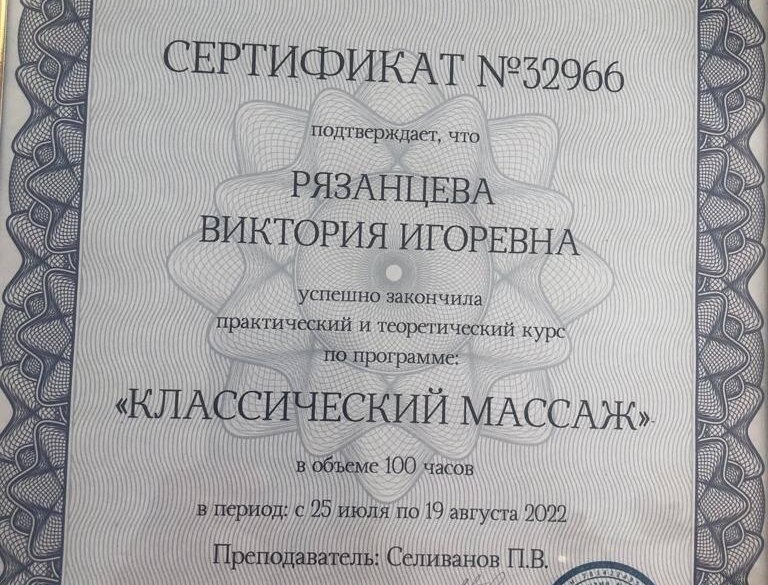 СЕРТИФИКАТ №32966
подтверждает, что
РЯЗАНЦЕВА
ВИКТОРИЯ ИГОРЕВНА
успешно закончила
практический и теоретический курс
по программе:
«КЛАССИЧЕСКИЙ МАССАЖ»
в объеме 100 часов
в период: с 25 июля по 19 августа 2022
Преподаватель: Селиванов П.В.